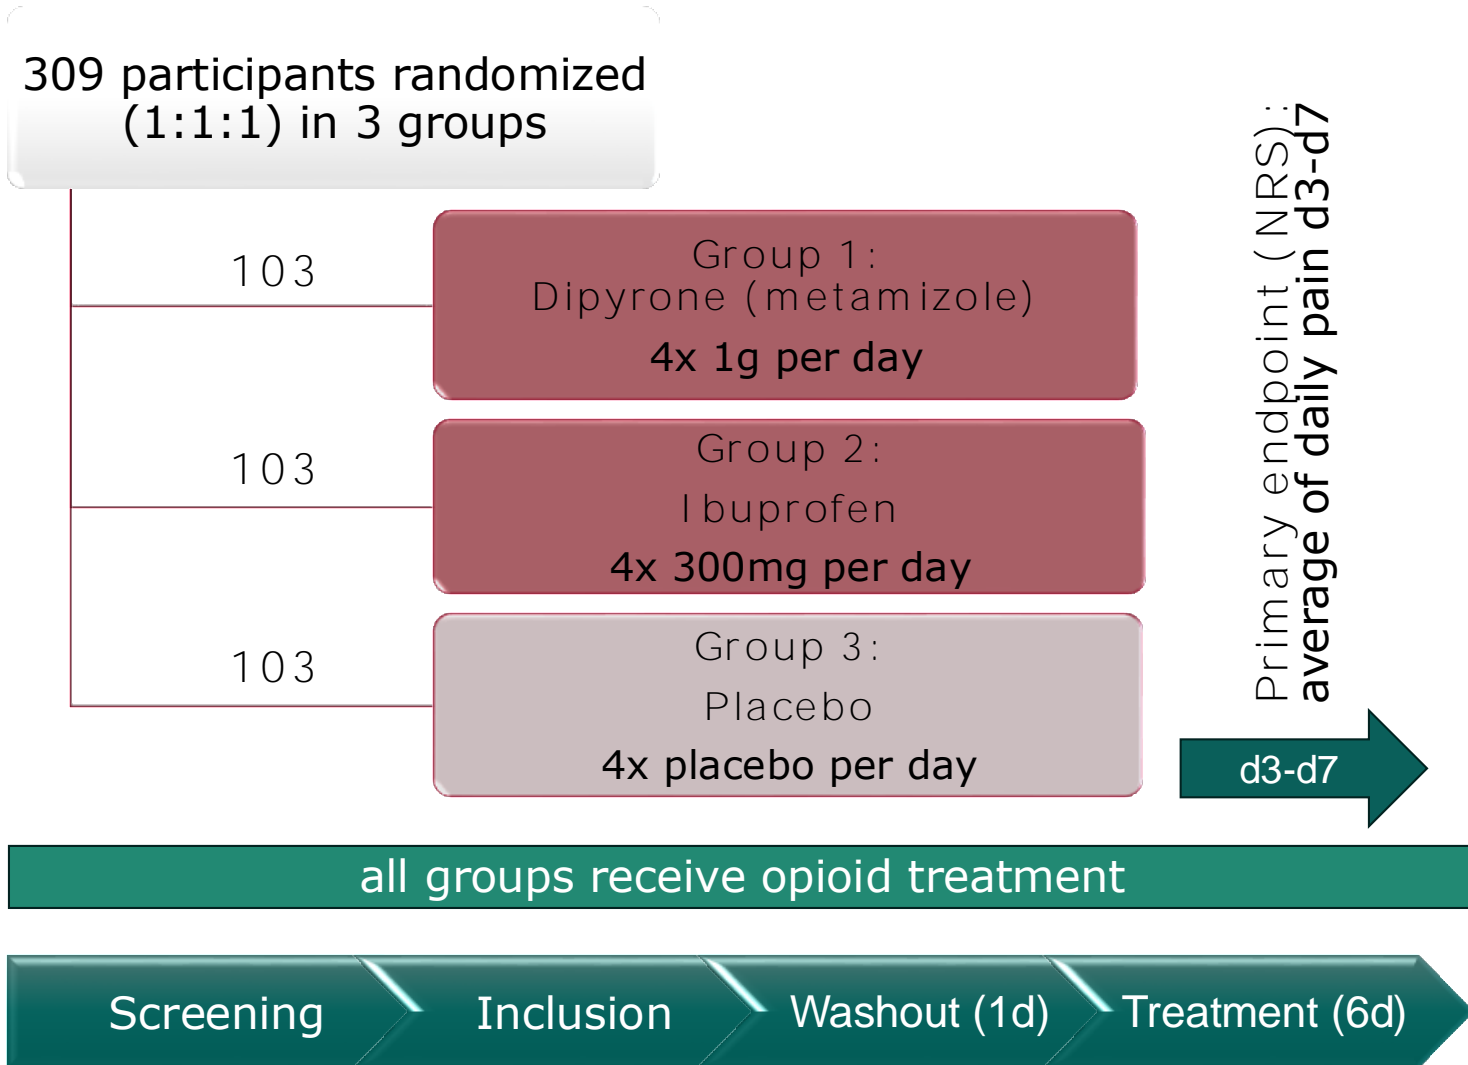 309 participants randomized
(1:1:1) in 3 groups
103
Group 1:
Dipyrone (metamizole)
4x 1g per day
103
Group 2:
Ibuprofen
4x 300mg per day
103
Group 3:
Placebo
4x placebo per day
Primary endpoint (NRS):
average of daily pain d3-d7
d3-d7
all groups receive opioid treatment
Screening
Inclusion
Washout (1d)
Treatment (6d)